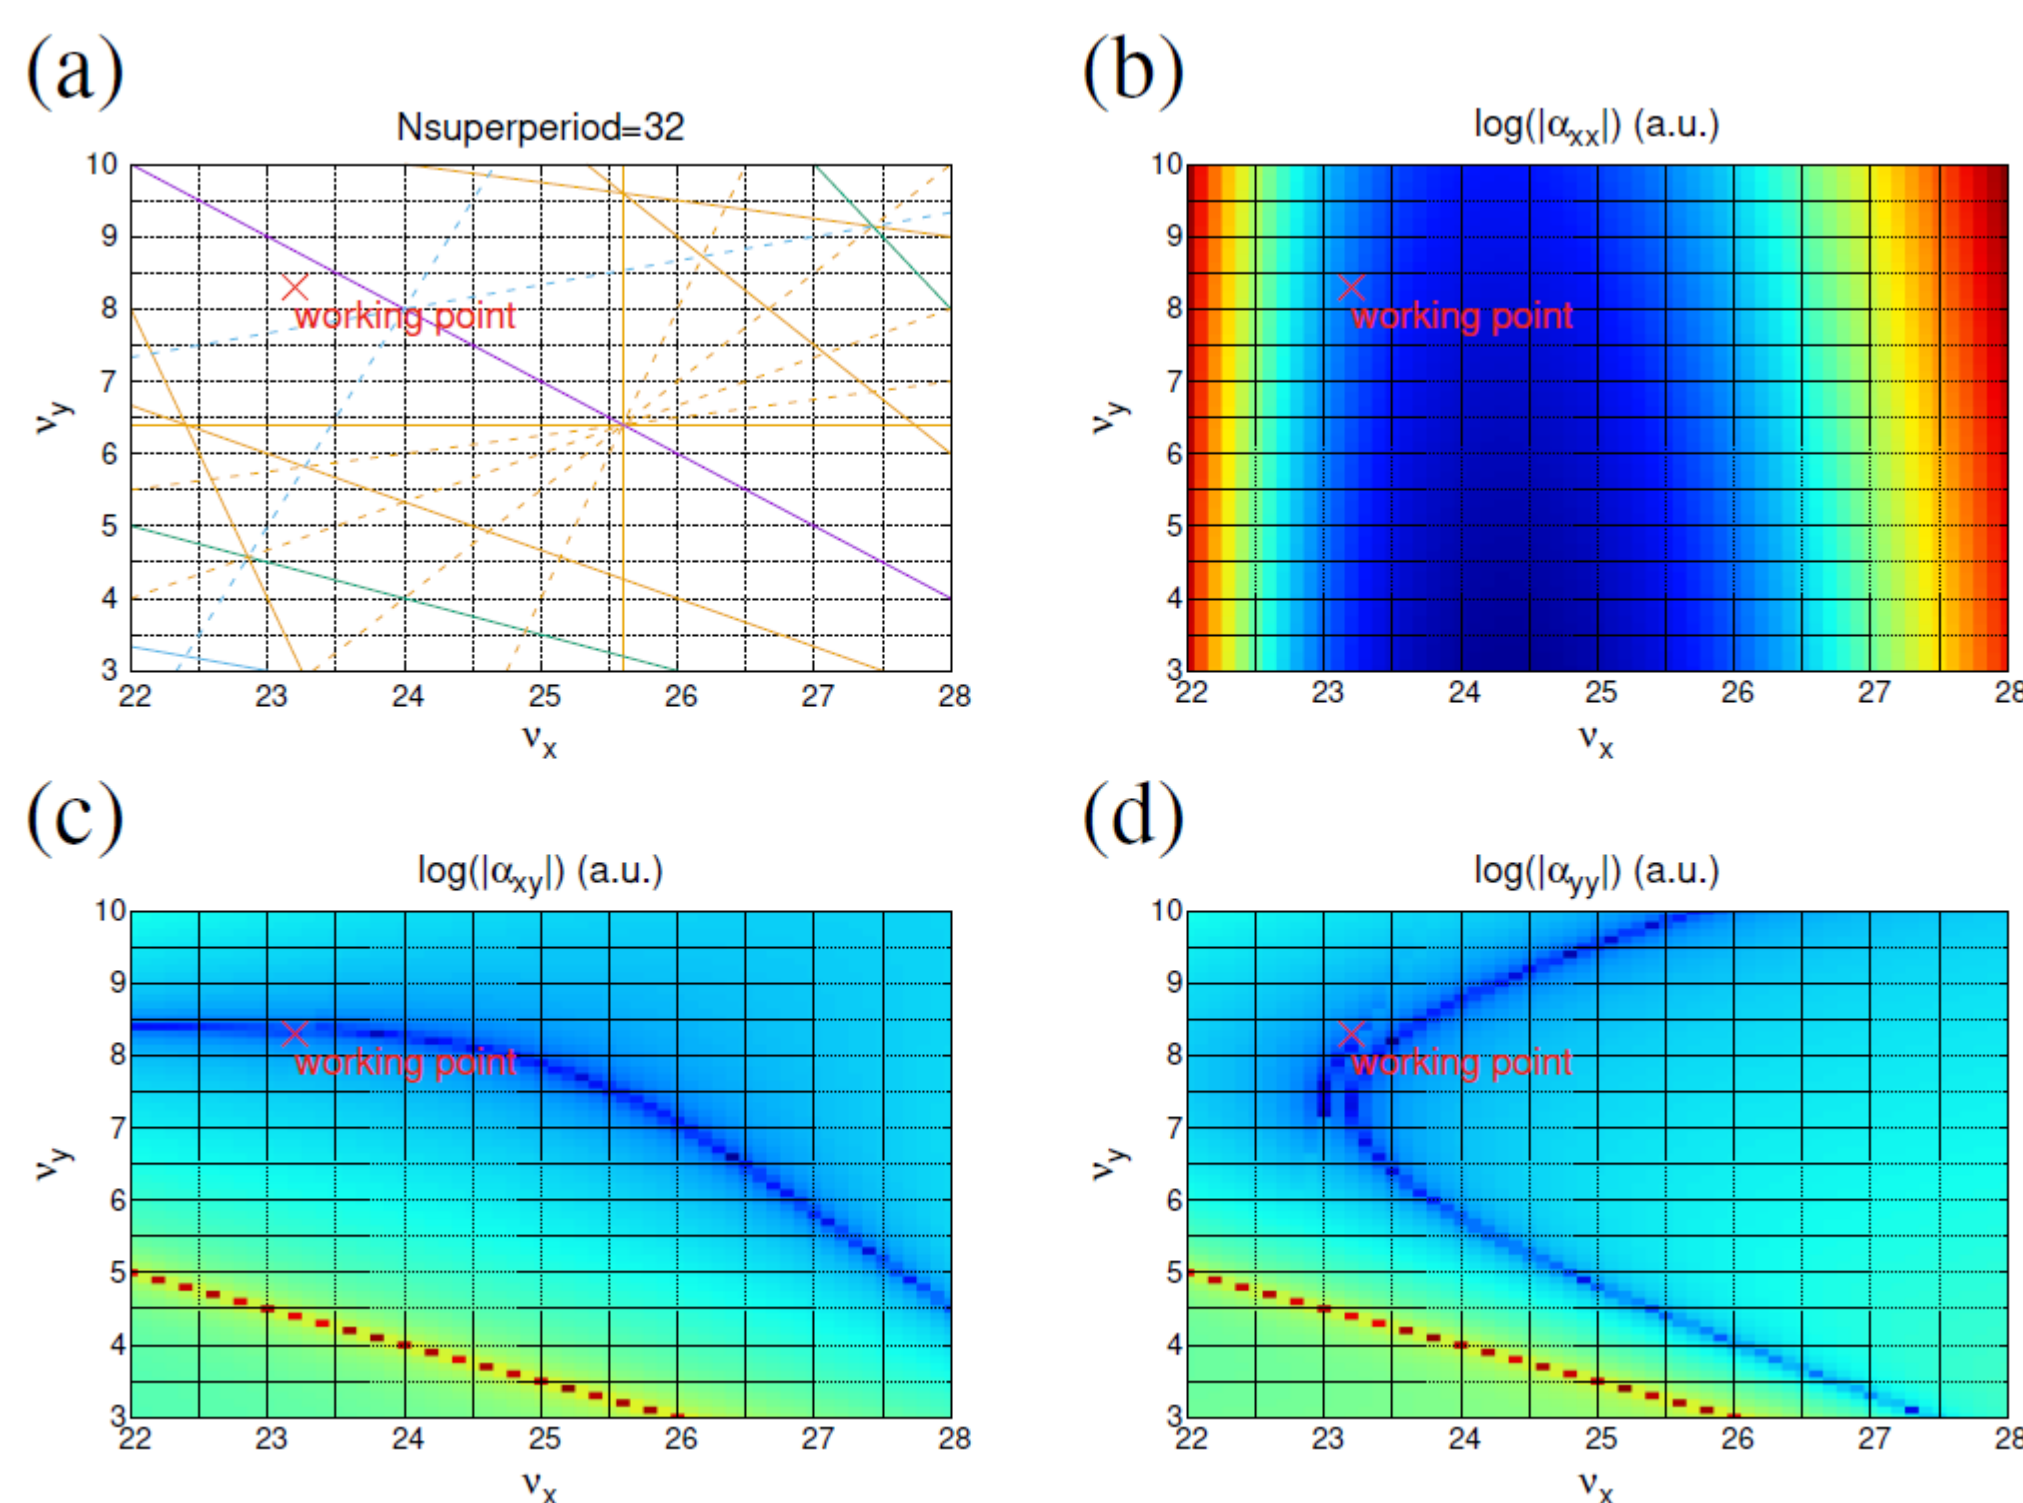 (a)
Nsuperperiod=32
10
9
8
7
6
5
4
3
νy
working point
22 23 24 25 26 27 28
νx
(b)
log(|αxx|) (a.u.)
10
9
8
7
6
5
4
3
νy
working point
22 23 24 25 26 27 28
νx
(c)
log(|αxy|) (a.u.)
10
9
8
7
6
5
4
3
νy
working point
22 23 24 25 26 27 28
νx
(d)
log(|αyy|) (a.u.)
10
9
8
7
6
5
4
3
νy
working point
22 23 24 25 26 27 28
νx